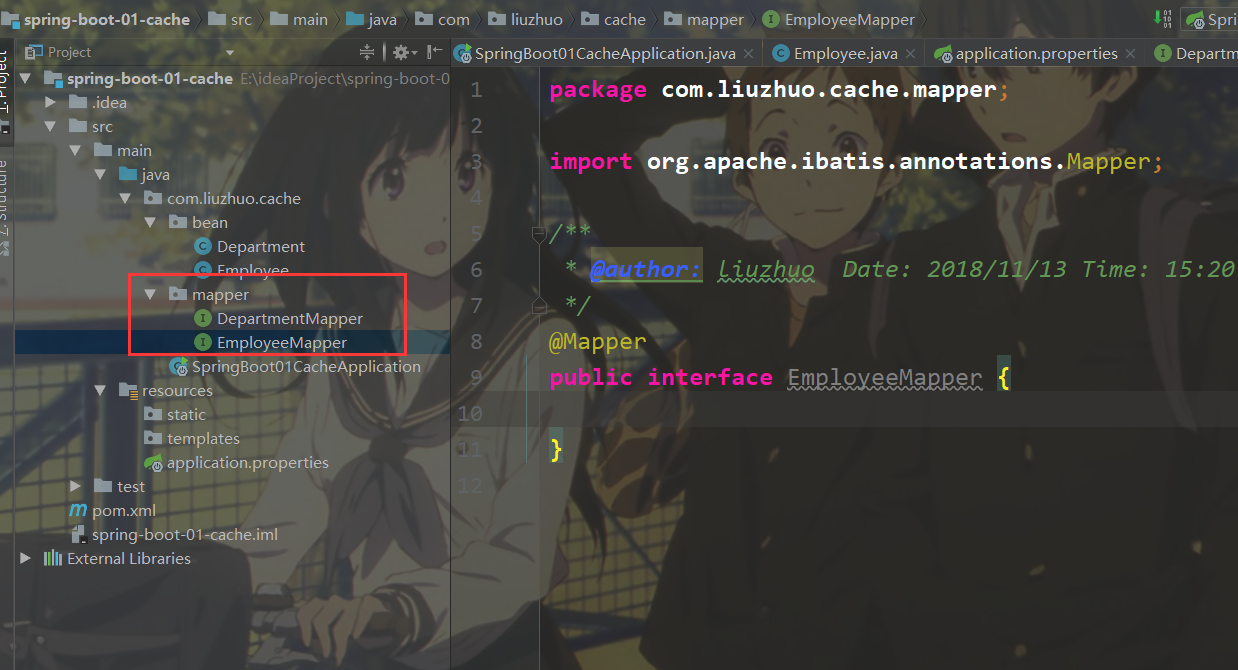 spring-boot-01-cache src main java com liuzhuo cache mapper EmployeeMapper Spri
1: Project
Z: Structure
Project
SpringBoot01CacheApplication.java Employee.java application.properties Departm
spring-boot-01-cache E:\ideaProject\spring-boot-0
.idea
src
main
java
com.liuzhuo.cache
bean
Department
Employee
mapper
DepartmentMapper
EmployeeMapper
SpringBoot01CacheApplication
resources
static
templates
application.properties
test
pom.xml
spring-boot-01-cache.iml
External Libraries
1 package com.liuzhuo.cache.mapper;
2
3 import org.apache.ibatis.annotations.Mapper;
4
5 /**
6 * @author: liuzhuo Date: 2018/11/13 Time: 15:20
7 */
8 @Mapper
9 public interface EmployeeMapper {
10
11 }
12